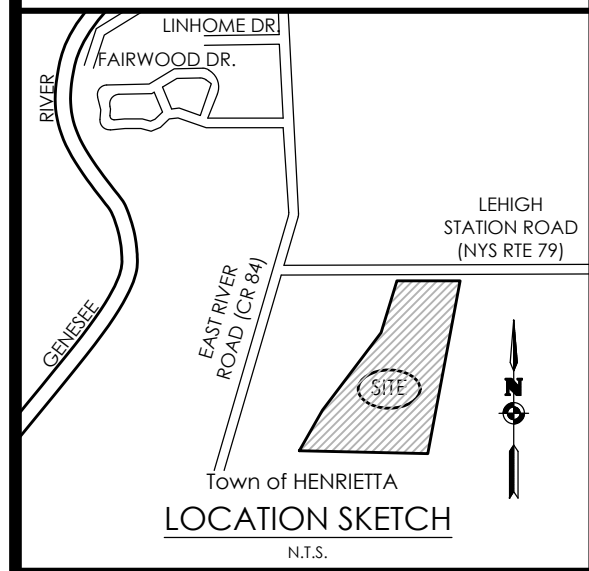 LINHOME DR.
FAIRWOOD DR.
RIVER
LEHIGH
STATION ROAD
(NYS RTE 79)
EAST RIVER
ROAD (CR 84)
GENESEE
SITE
N
Town of HENRIETTA
LOCATION SKETCH
N.T.S.